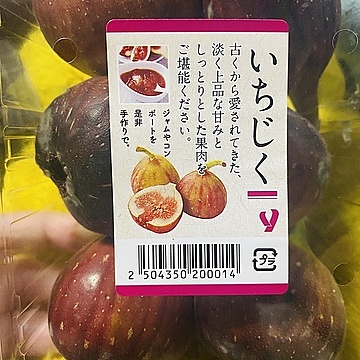 いちじく
古くから愛されてきた、
淡く上品な甘みと
しっとりとした果肉を
ご堪能ください。
ジャムやコン
ポートを
是非
手作りで。
2 504350 200014
プラ